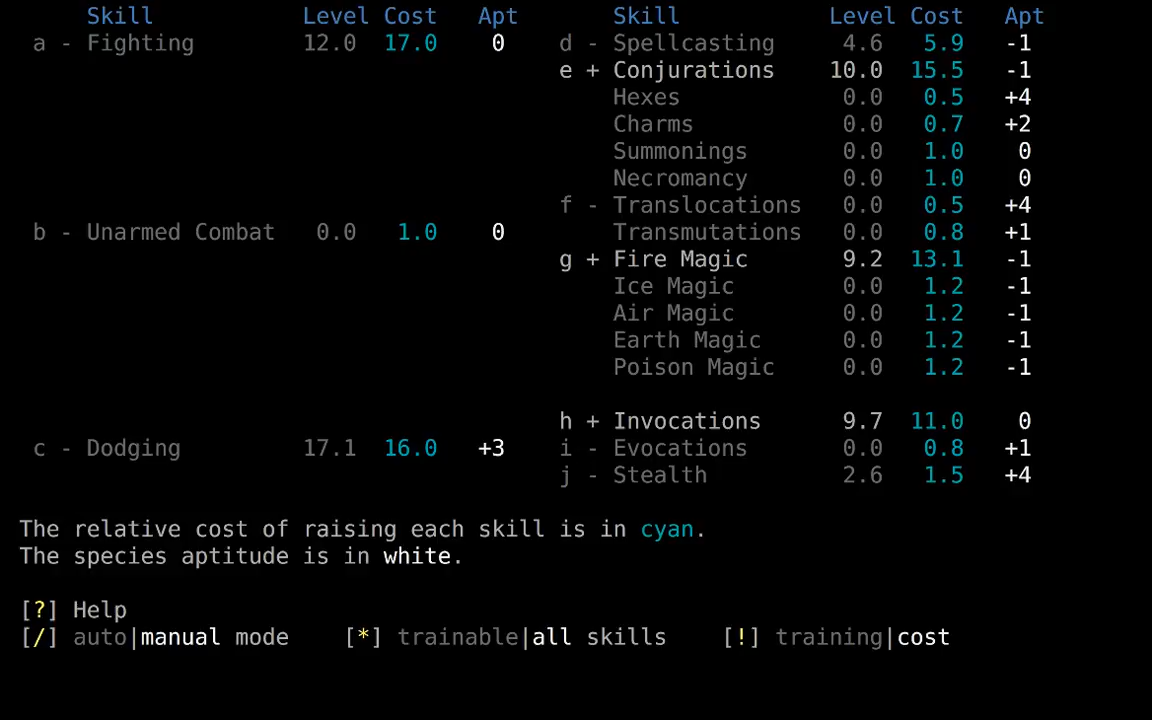 Skill Level Cost Apt Skill Level Cost Apt
a - Fighting 12.0 17.0 0 d - Spellcasting 4.6 5.9 -1
e + Conjurations 10.0 15.5 -1
Hexes 0.0 0.5 +4
Charms 0.0 0.7 +2
Summonings 0.0 1.0 0
Necromancy 0.0 1.0 0
f - Translocations 0.0 0.5 +4
b - Unarmed Combat 0.0 1.0 0 Transmutations 0.0 0.8 +1
g + Fire Magic 9.2 13.1 -1
Ice Magic 0.0 1.2 -1
Air Magic 0.0 1.2 -1
Earth Magic 0.0 1.2 -1
Poison Magic 0.0 1.2 -1
h + Invocations 9.7 11.0 0
c - Dodging 17.1 16.0 +3 i - Evocations 0.0 0.8 +1
j - Stealth 2.6 1.5 +4
The relative cost of raising each skill is in cyan.
The species aptitude is in white.
[?] Help
[/] auto|manual mode [*] trainable|all skills [!] training|cost